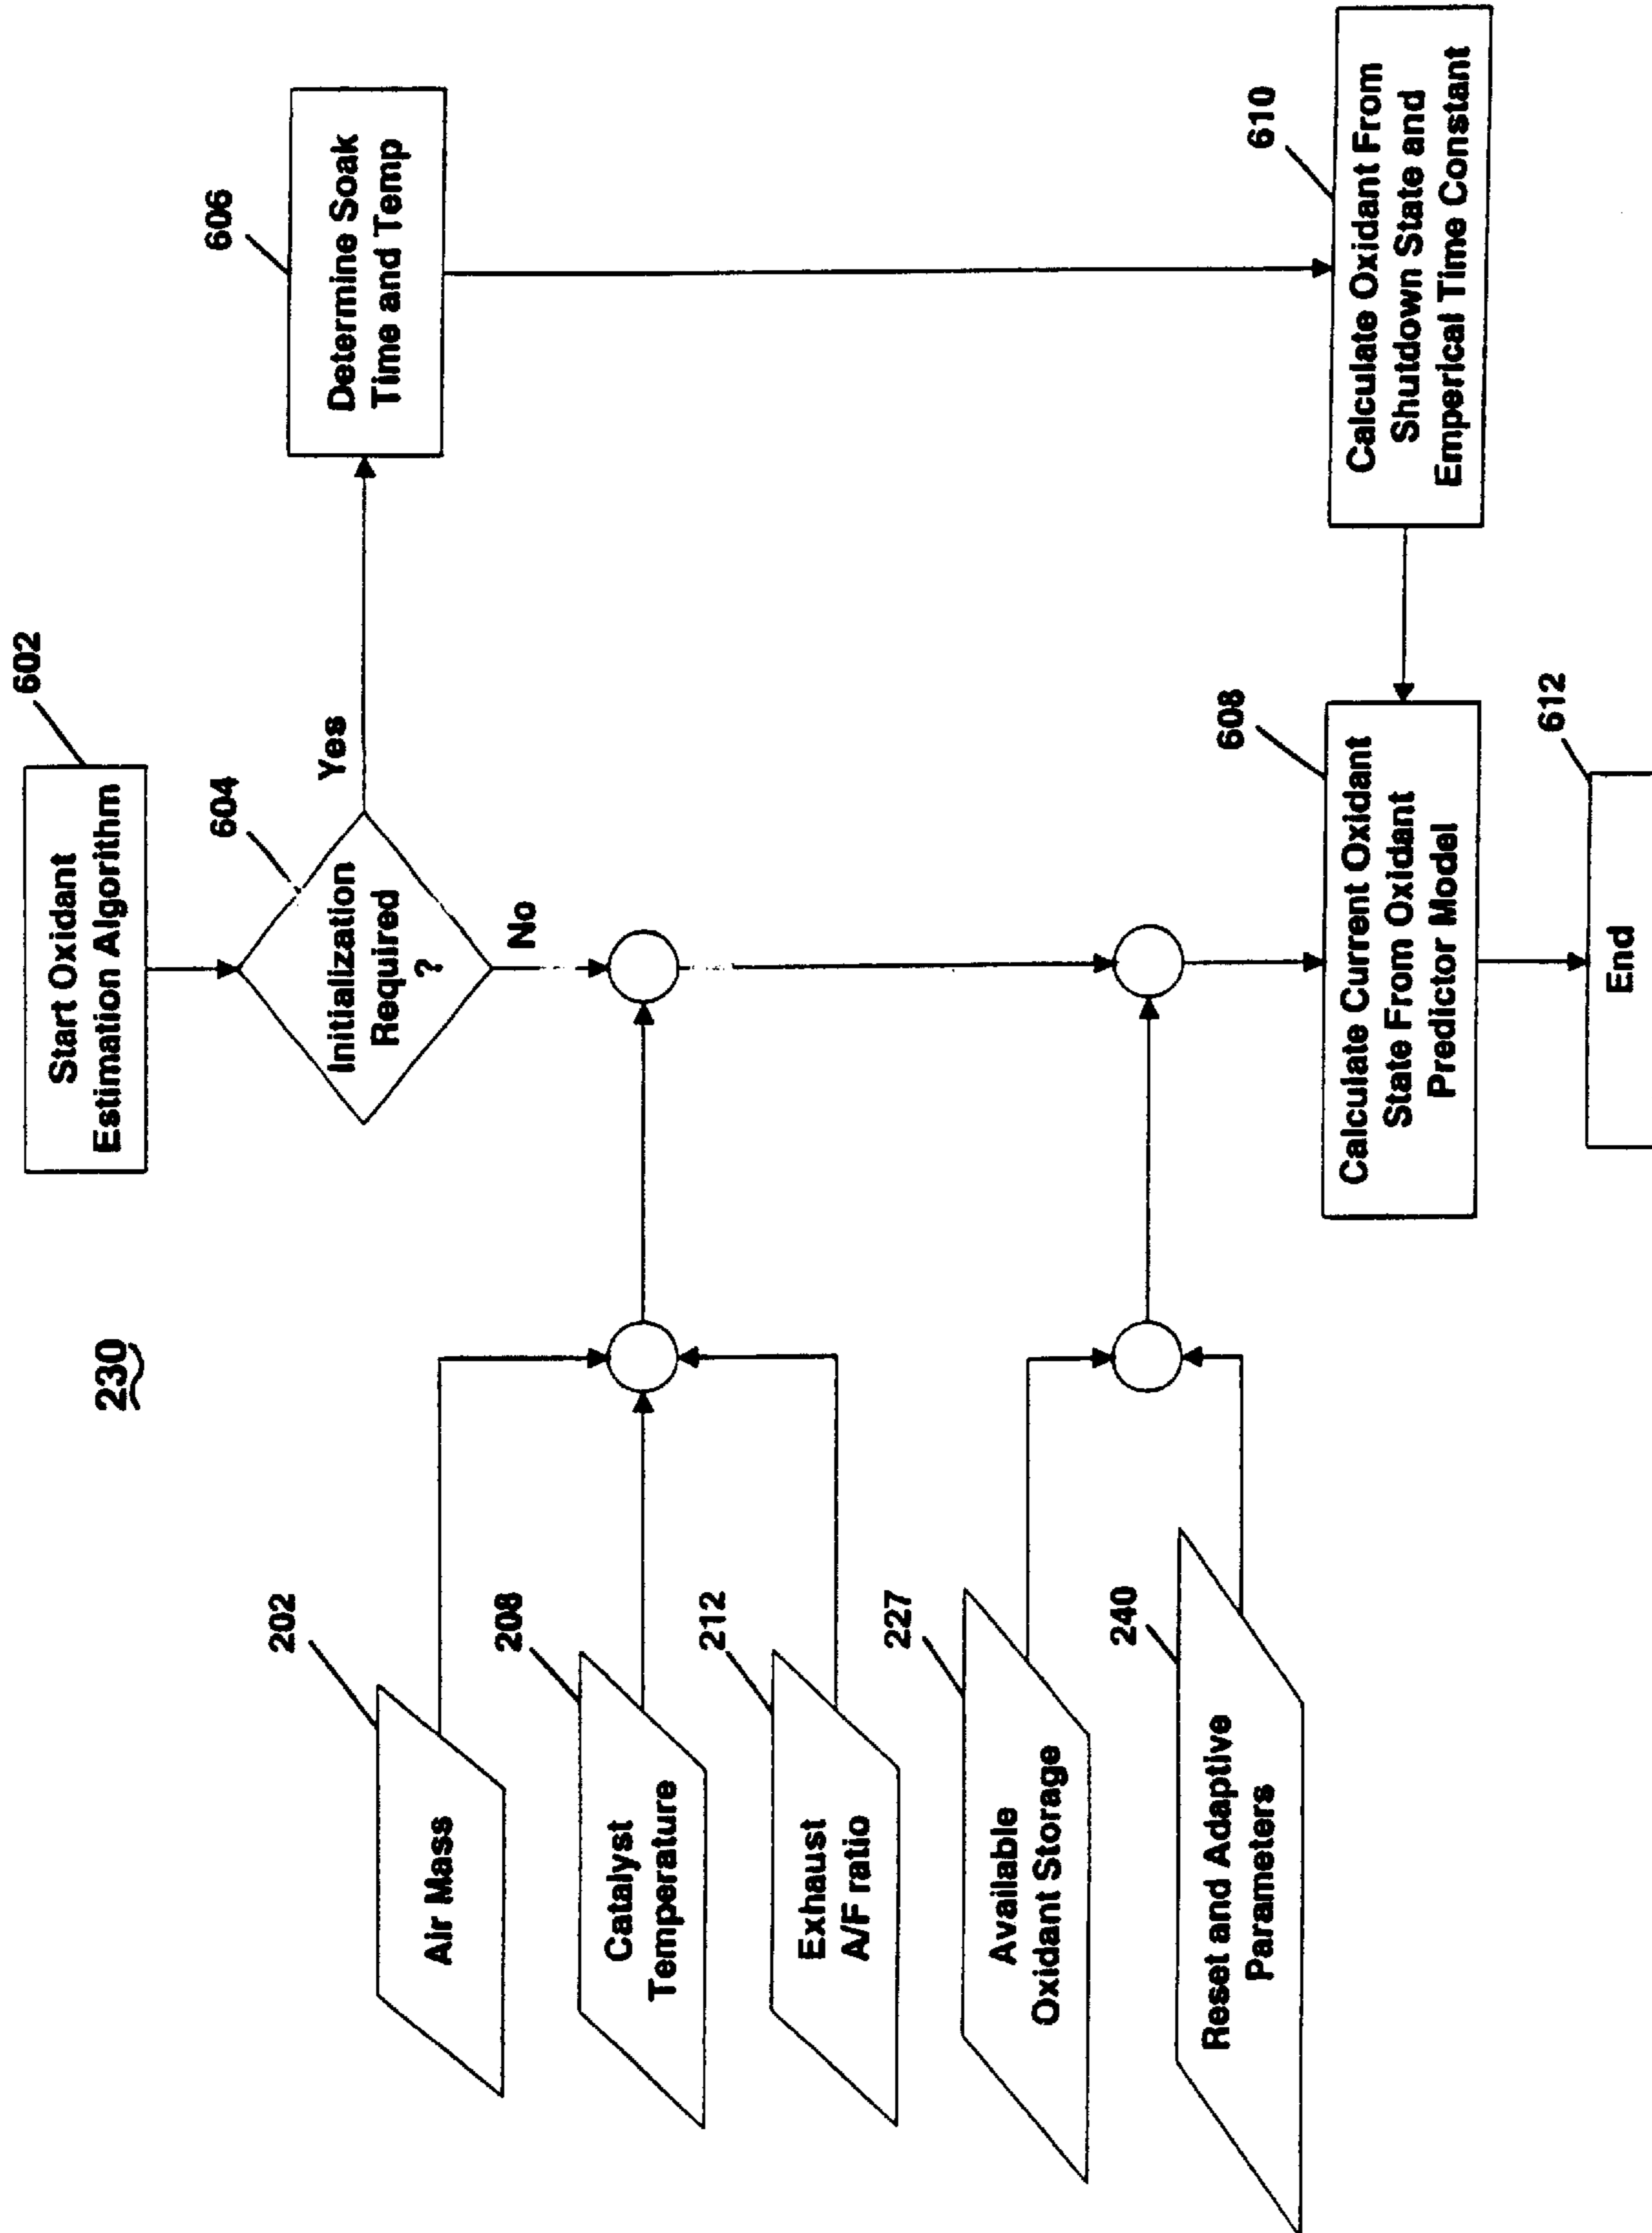 230
602
Start Oxidant
Estimation Algorithm
604
Initialization
Required
?
Yes
No
606
Determine Soak
Time and Temp
202
Air Mass
208
Catalyst
Temperature
212
Exhaust
A/F ratio
227
Available
Oxidant Storage
240
Reset and Adaptive
Parameters
608
Calculate Current Oxidant
State From Oxidant
Predictor Model
610
Calculate Oxidant From
Shutdown State and
Emperical Time Constant
612
End